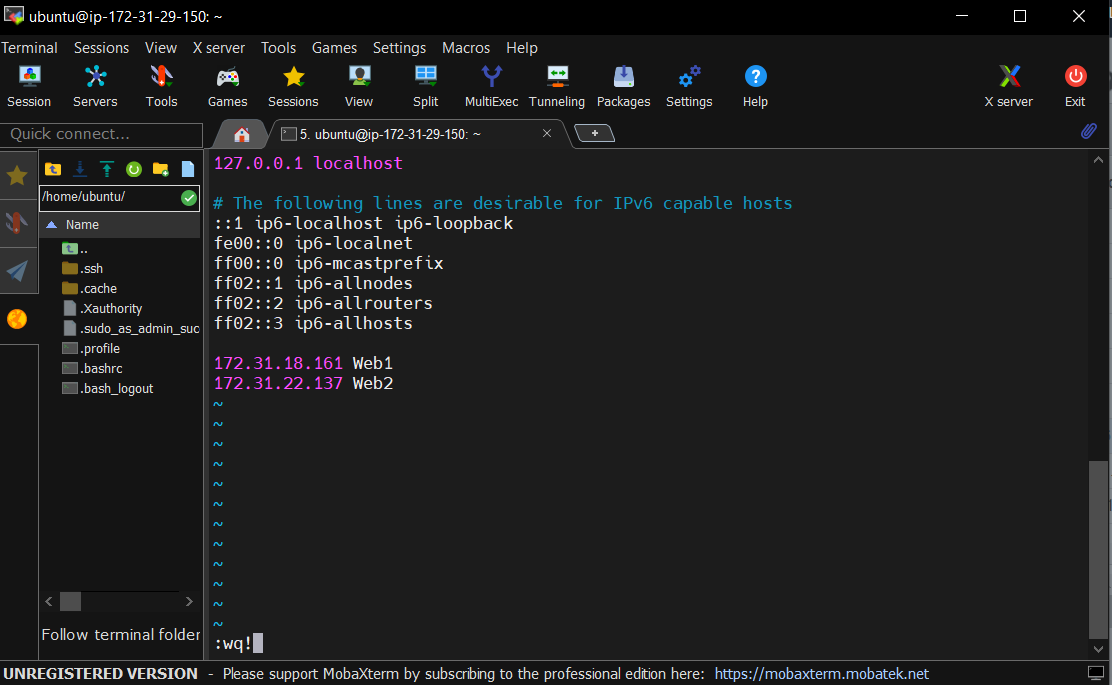 ubuntu@ip-172-31-29-150: ~
Terminal Sessions View X server Tools Games Settings Macros Help
Session Servers Tools Games Sessions View Split MultiExec Tunneling Packages Settings Help X server Exit
Quick connect...
5. ubuntu@ip-172-31-29-150: ~
/home/ubuntu/
Name
..
.ssh
.cache
.Xauthority
.sudo_as_admin_suc
.profile
.bashrc
.bash_logout
Follow terminal folder
127.0.0.1 localhost
# The following lines are desirable for IPv6 capable hosts
::1 ip6-localhost ip6-loopback
fe00::0 ip6-localnet
ff00::0 ip6-mcastprefix
ff02::1 ip6-allnodes
ff02::2 ip6-allrouters
ff02::3 ip6-allhosts
172.31.18.161 Web1
172.31.22.137 Web2
~
~
~
~
~
~
~
~
~
~
~
~
:wq!
UNREGISTERED VERSION - Please support MobaXterm by subscribing to the professional edition here: https://mobaxterm.mobatek.net